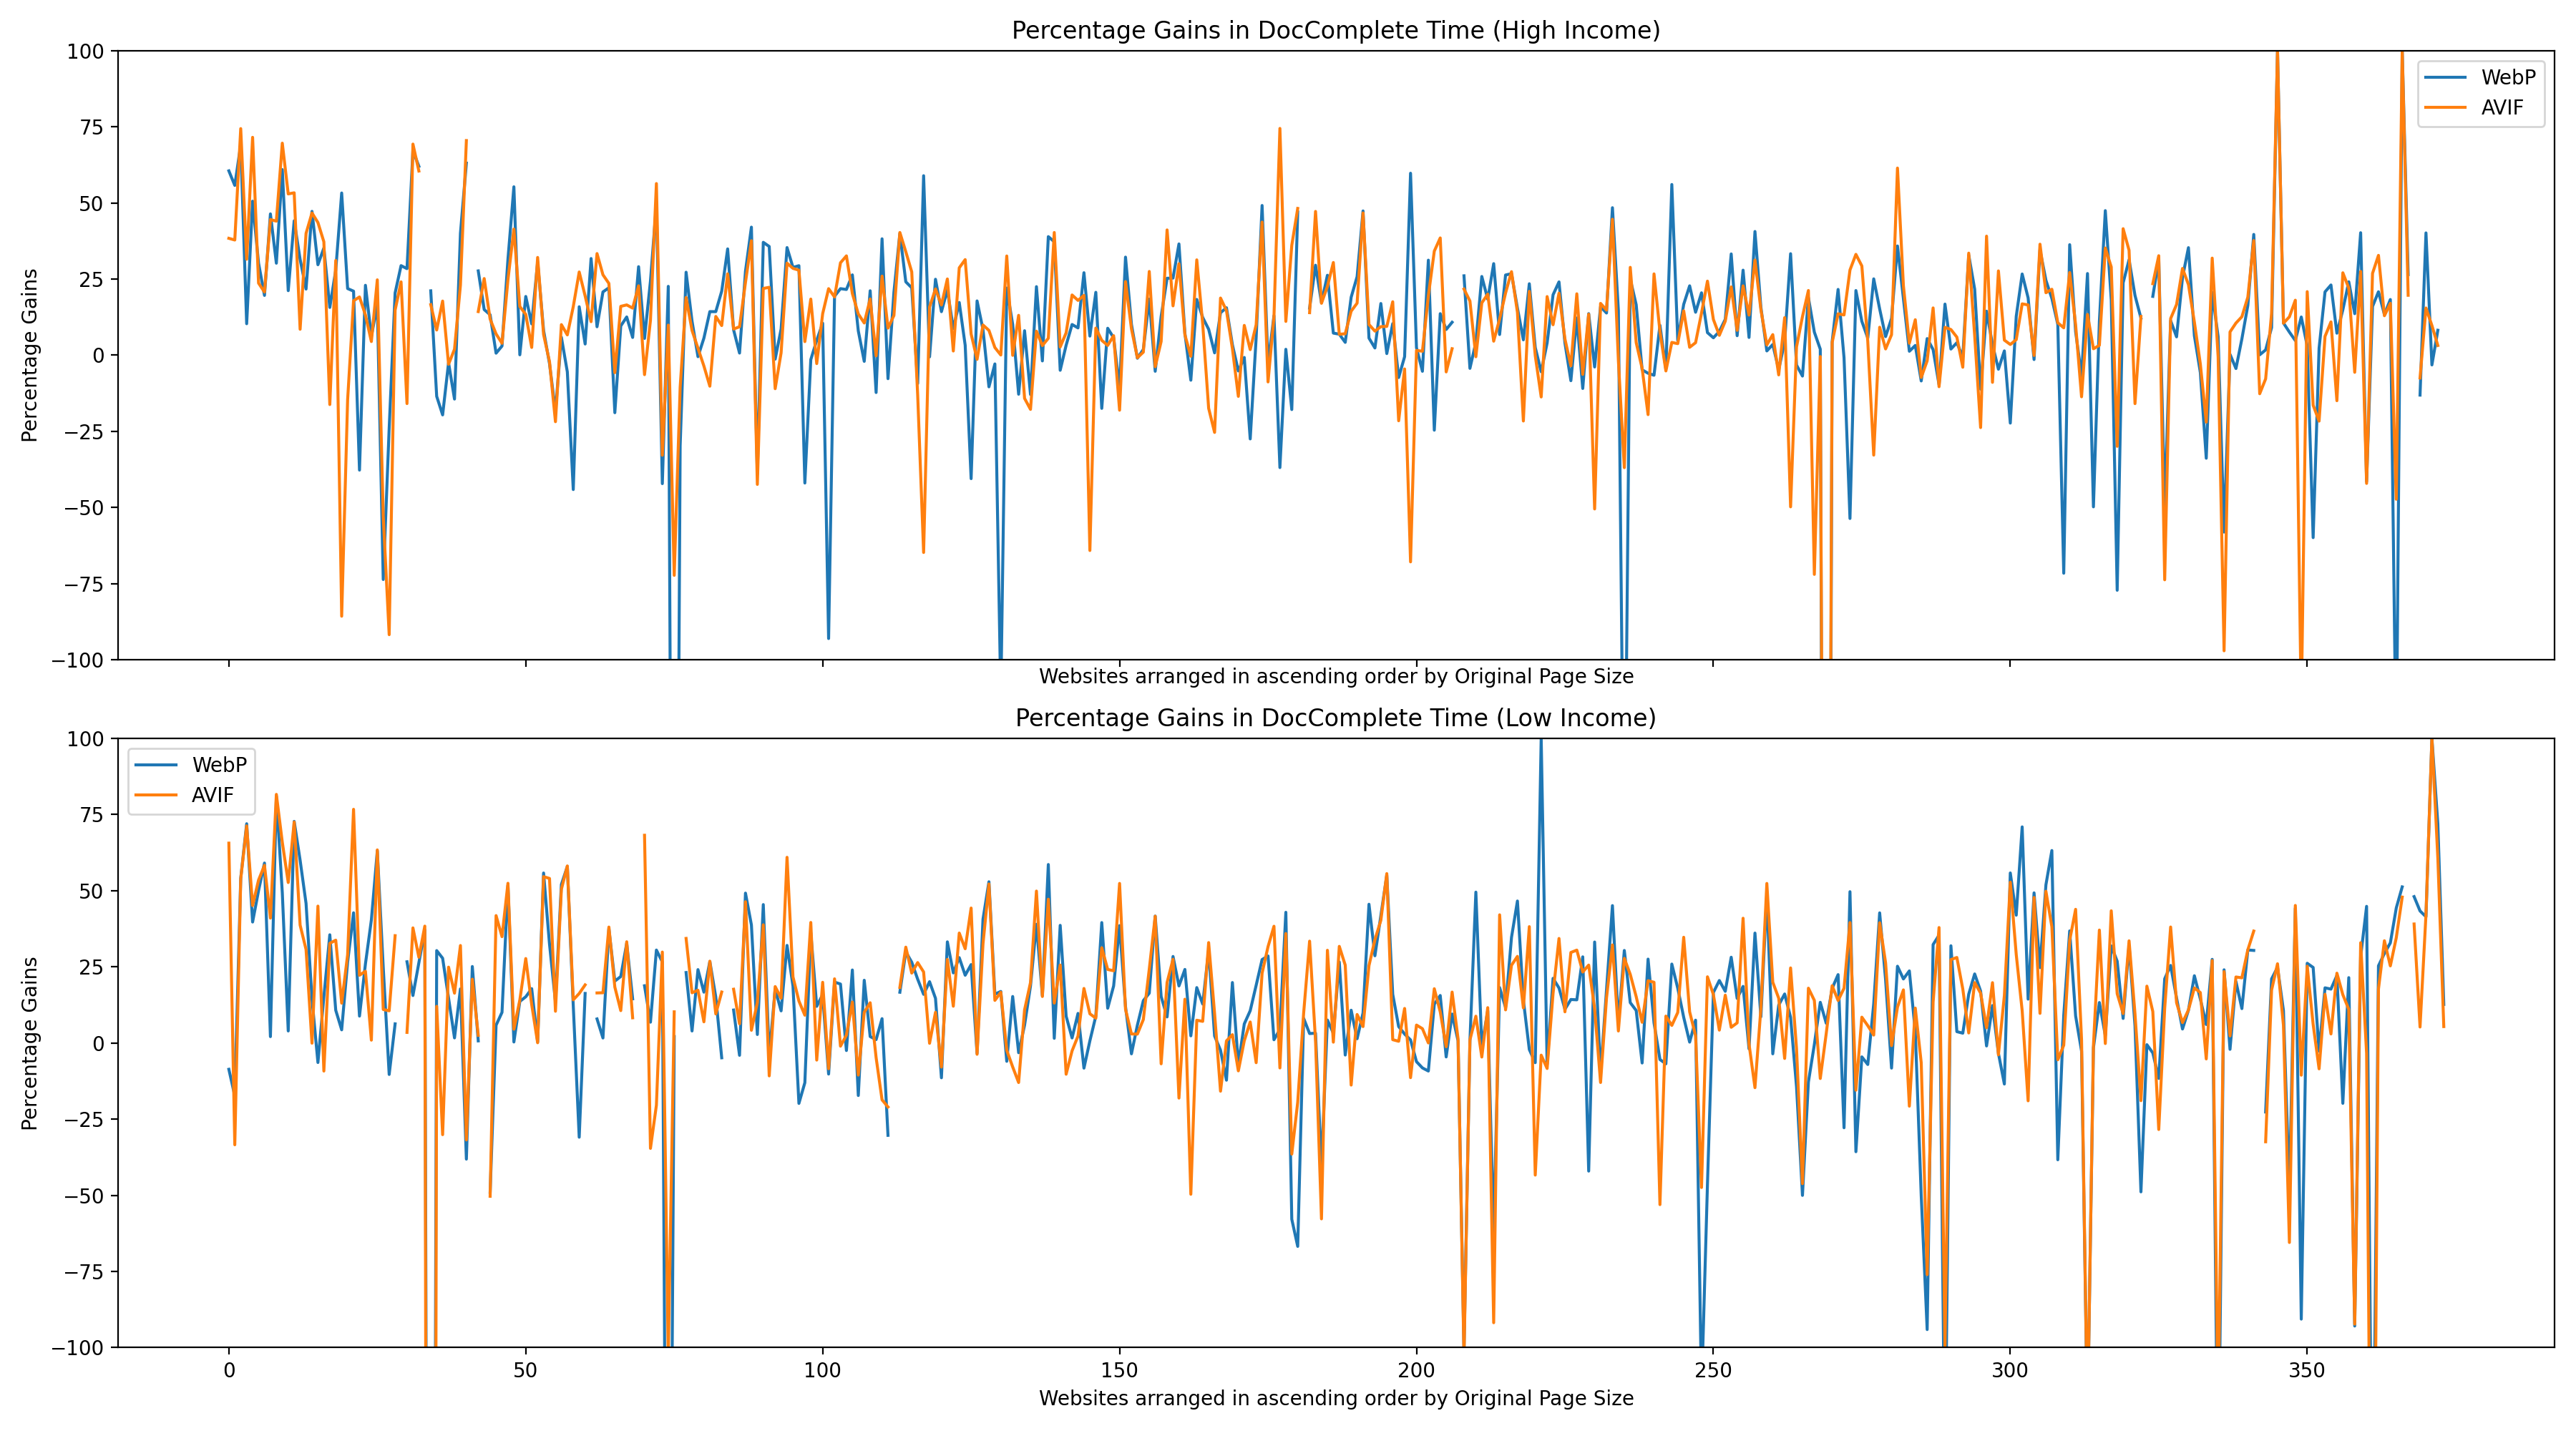 Percentage Gains in DocComplete Time (High Income)
100
75
50
25
0
−25
−50
−75
−100
Percentage Gains
WebP
AVIF
Websites arranged in ascending order by Original Page Size
Percentage Gains in DocComplete Time (Low Income)
100
75
50
25
0
−25
−50
−75
−100
Percentage Gains
WebP
AVIF
0 50 100 150 200 250 300 350
Websites arranged in ascending order by Original Page Size